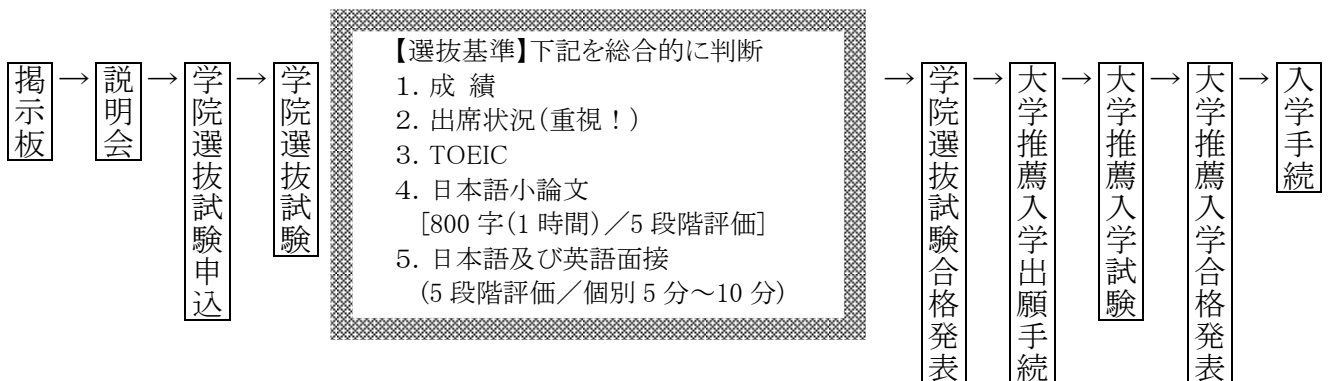 掲示板
→
説明会
→
学院選抜試験申込
→
学院選抜試験
【選抜基準】下記を総合的に判断
1. 成 績
2. 出席状況(重視！)
3. TOEIC
4. 日本語小論文
[800 字(1 時間)／5 段階評価]
5. 日本語及び英語面接
(5 段階評価／個別 5 分～10 分)
→
学院選抜試験合格発表
→
大学推薦入学出願手続
→
大学推薦入学試験
→
大学推薦入学合格発表
→
入学手続